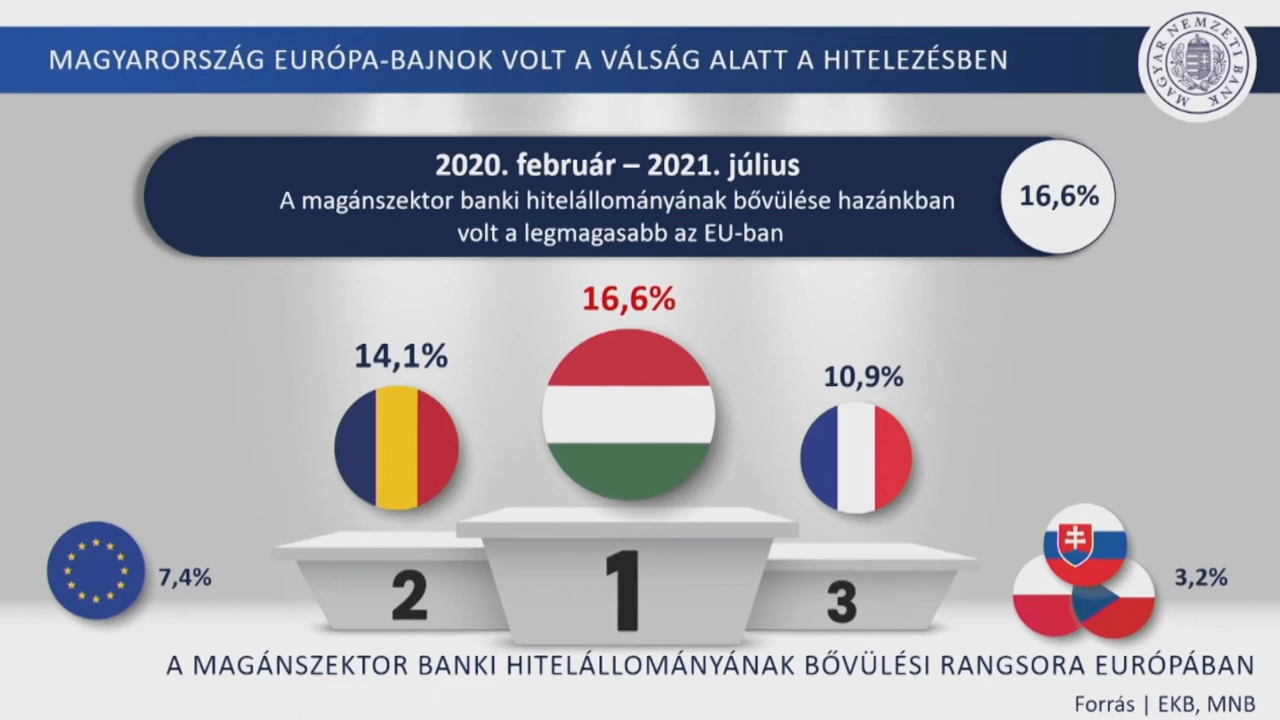 MAGYARORSZÁG EURÓPA-BAJNOK VOLT A VÁLSÁG ALATT A HITELEZÉSBEN
MAGYAR NEMZETI BANK
2020. február – 2021. július
A magánszektor banki hitelállományának bővülése hazánkban
volt a legmagasabb az EU-ban
16,6%
16,6%
14,1%
10,9%
7,4%
3,2%
2
1
3
A MAGÁNSZEKTOR BANKI HITELÁLLOMÁNYÁNAK BŐVÜLÉSI RANGSORA EURÓPÁBAN
Forrás | EKB, MNB